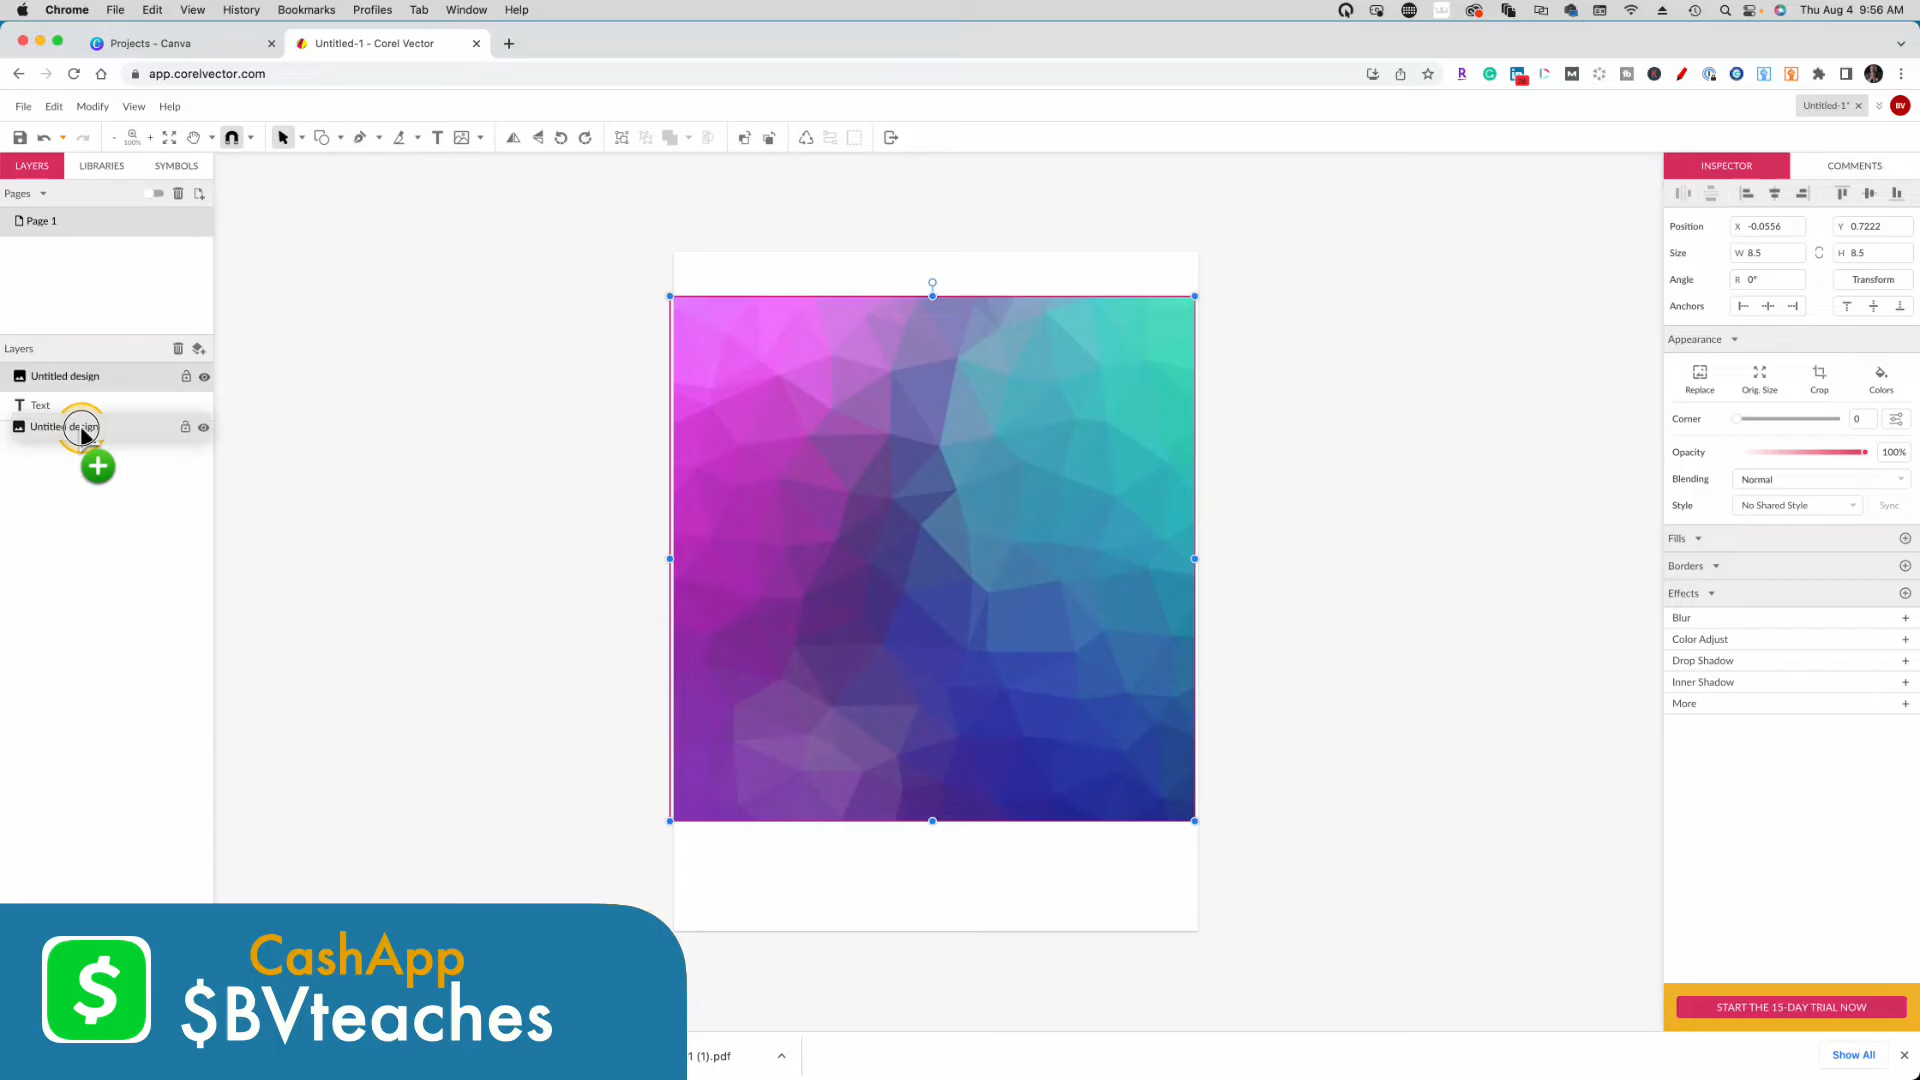 Chrome File Edit View History Bookmarks Profiles Tab Window Help Thu Aug 4 9:56 AM
Projects - Canva Untitled-1 - Corel Vector
app.corelvector.com
File Edit Modify View Help Untitled-1* BV
100%
LAYERS LIBRARIES SYMBOLS INSPECTOR COMMENTS
Pages
Page 1
Position X -0.0556 Y 0.7222
Size W 8.5 H 8.5
Angle R 0° Transform
Anchors
Layers
Appearance
Untitled design
Replace Orig. Size Crop Colors
T Text
Corner 0
Untitled design
Opacity 100%
Blending Normal
Style No Shared Style Sync
Fills
Borders
Effects
Blur
Color Adjust
Drop Shadow
Inner Shadow
More
CashApp
$BVteaches
START THE 15-DAY TRIAL NOW
1 (1).pdf Show All